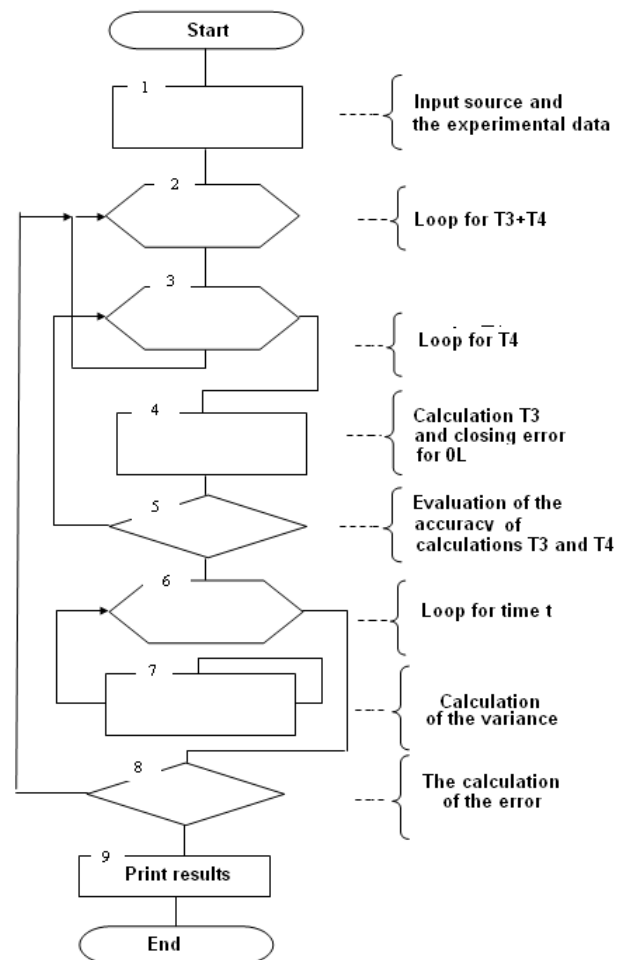 Start
1
Input source and
the experimental data
2
Loop for T3+T4
3
Loop for T4
4
Calculation T3
and closing error
for 0L
5
Evaluation of the
accuracy of
calculations T3 and T4
6
Loop for time t
7
Calculation
of the variance
8
The calculation
of the error
9
Print results
End